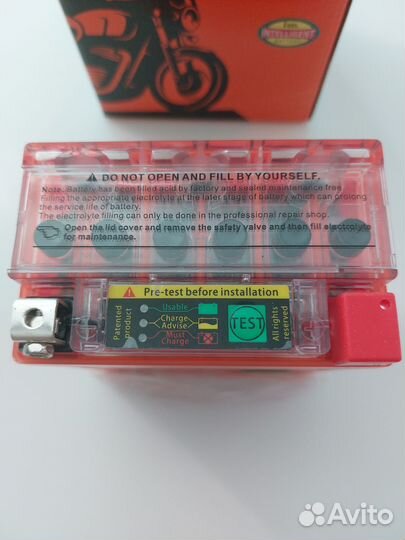 INTELLIGENT
⚠ DO NOT OPEN AND FILL BY YOURSELF.
Note: Battery has been filled acid by factory and sealed maintenance free.
Filling the appropriate electrolyte at the later stage of battery which can prolong
the service life of battery.
The electrolyte filling can only be done in the professional repair shop.
Open the lid cover and remove the safety valve and then fill electrolyte
for maintenance.
Pre-test before installation
Patented
product
Usable
Charge
Advise
Must
Charge
TEST
All rights
reserved
Avito